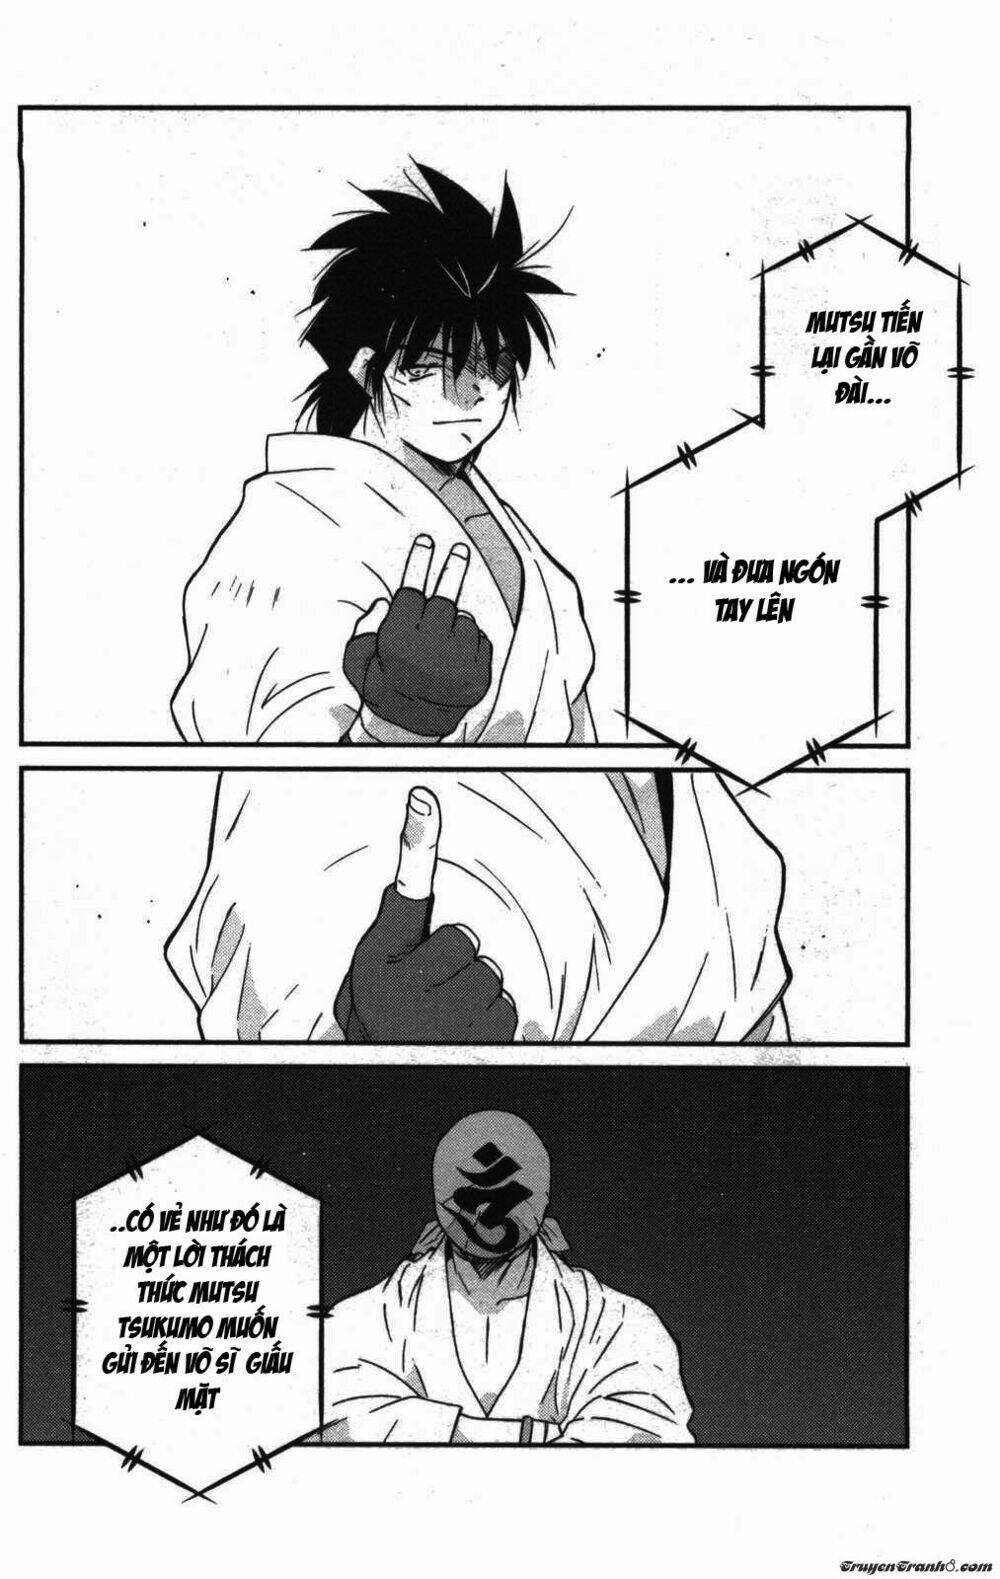 MUTSU TIẾN
LẠI GẦN VÕ
ĐÀI...
... VÀ ĐƯA NGÓN
TAY LÊN
..CÓ VẺ NHƯ ĐÓ LÀ
MỘT LỜI THÁCH
THỨC MUTSU
TSUKUMO MUỐN
GỬI ĐẾN VÕ SĨ GIẤU
MẶT
TruyenTranh8.com